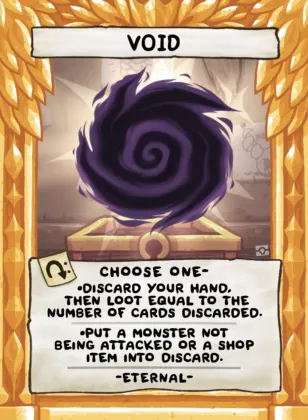 VOID
CHOOSE ONE-
•DISCARD YOUR HAND,
THEN LOOT EQUAL TO THE
NUMBER OF CARDS DISCARDED.
•PUT A MONSTER NOT
BEING ATTACKED OR A SHOP
ITEM INTO DISCARD.
-ETERNAL-